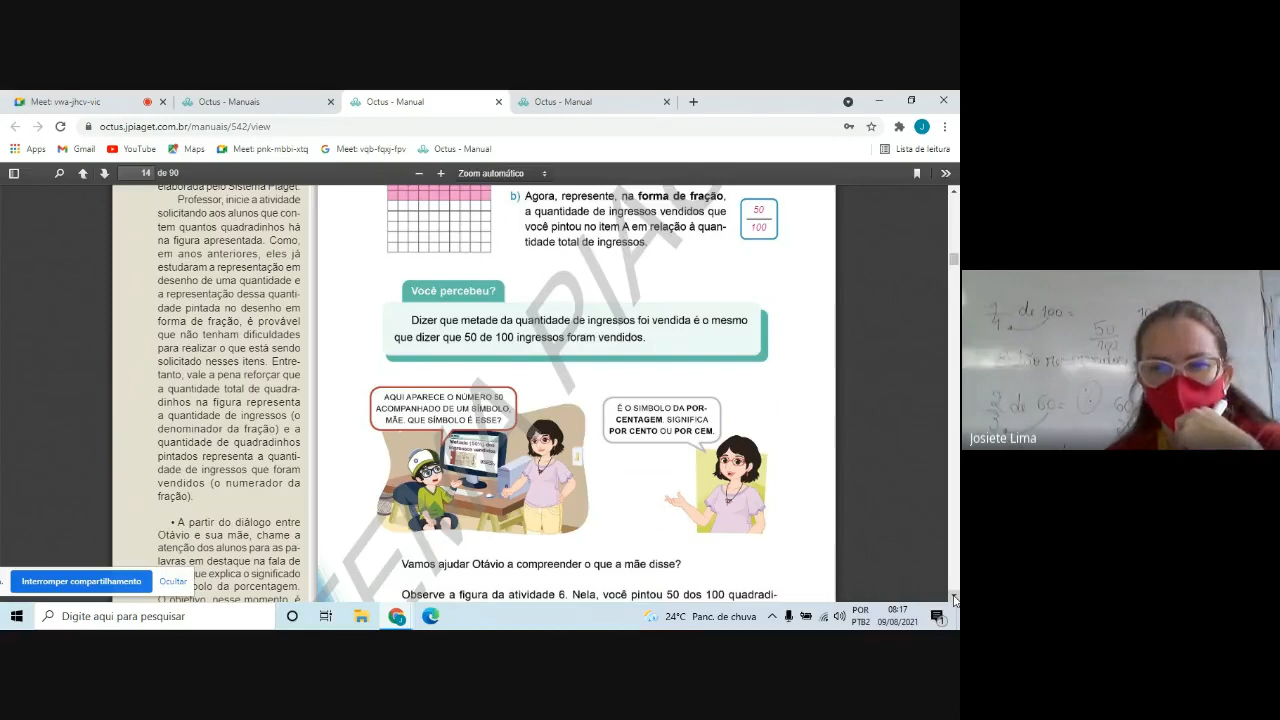 Meet: vwa-jhcv-vic
Octus - Manuais
Octus - Manual
Octus - Manual
octus.jpiaget.com.br/manuais/542/view
Apps
Gmail
YouTube
Maps
Meet: pnk-mbbi-xtq
Meet: vqb-fqxj-fpv
Octus - Manual
Lista de leitura
14 de 90
Zoom automático
elaborada pelo Sistema Piaget.
Professor, inicie a atividade
solicitando aos alunos que con-
tem quantos quadradinhos há
na figura apresentada. Como,
em anos anteriores, eles já
estudaram a representação em
desenho de uma quantidade e
a representação dessa quanti-
dade pintada no desenho em
forma de fração, é provável
que não tenham dificuldades
para realizar o que está sendo
solicitado nesses itens. Entre-
tanto, vale a pena reforçar que
a quantidade total de quadra-
dinhos na figura representa
a quantidade de ingressos (o
denominador da fração) e a
quantidade de quadradinhos
pintados representa a quanti-
dade de ingressos que foram
vendidos (o numerador da
fração).
• A partir do diálogo entre
Otávio e sua mãe, chame a
atenção dos alunos para as pa-
lavras em destaque na fala de
que explica o significado
da porcentagem.
O objetivo, nesse momento, é
b) Agora, represente, na forma de fração,
a quantidade de ingressos vendidos que
você pintou no item A em relação à quan-
tidade total de ingressos.
50
100
Você percebeu?
Dizer que metade da quantidade de ingressos foi vendida é o mesmo
que dizer que 50 de 100 ingressos foram vendidos.
AQUI APARECE O NÚMERO 50
ACOMPANHADO DE UM SÍMBOLO,
MÃE. QUE SÍMBOLO É ESSE?
Metade (50%) dos
ingressos vendidos
É O SIMBOLO DA POR-
CENTAGEM. SIGNIFICA
POR CENTO OU POR CEM.
Vamos ajudar Otávio a compreender o que a mãe disse?
Observe a figura da atividade 6. Nela, você pintou 50 dos 100 quadradi-
Interromper compartilhamento
Ocultar
Digite aqui para pesquisar
24°C Panc. de chuva
POR
PTB2
08:17
09/08/2021
de 100 =
50
100
de 60 =
60
Josiete Lima